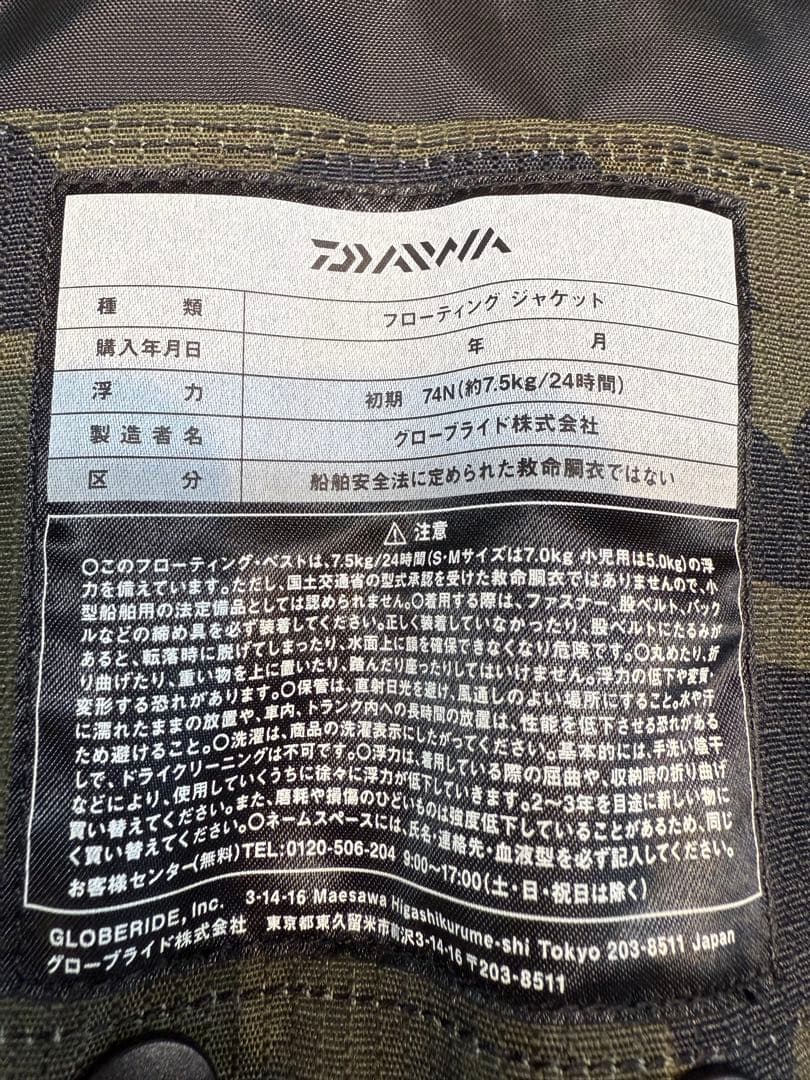 DAIWA
種類 フローティング ジャケット
購入年月日 年 月
浮力 初期 74N(約7.5kg/24時間)
製造者名 グローブライド株式会社
区分 船舶安全法に定められた救命胴衣ではない
⚠ 注意
○このフローティング・ベストは、7.5kg/24時間(S・Mサイズは7.0kg 小児用は5.0kg)の浮
力を備えています。ただし、国土交通省の型式承認を受けた救命胴衣ではありませんので、小
型船舶用の法定備品としては認められません。○着用する際は、ファスナー、股ベルト、バック
ルなどの締め具を必ず装着してください。正しく装着していなかったり、股ベルトにたるみが
あると、転落時に脱げてしまったり、水面上に顔を確保できなくなり危険です。○丸めたり、折
り曲げたり、重い物を上に置いたり、踏んだり座ったりしてはいけません。浮力の低下や変質・
変形する恐れがあります。○保管は、直射日光を避け、風通しのよい場所にすること。水や汗
に濡れたままの放置や、車内、トランク内への長時間の放置は、性能を低下させる恐れがある
ため避けること。○洗濯は、商品の洗濯表示にしたがってください。基本的には、手洗い陰干
しで、ドライクリーニングは不可です。○浮力は、着用している際の屈曲や、収納時の折り曲げ
などにより、使用していくうちに徐々に浮力が低下していきます。2〜3年を目途に新しい物に
買い替えてください。また、磨耗や損傷のひどいものは強度低下していることがあるため、同じ
く買い替えてください。○ネームスペースには、氏名・連絡先・血液型を必ず記入してください。
お客様センター(無料)TEL:0120-506-204 9:00〜17:00(土・日・祝日は除く)
GLOBERIDE, Inc. 3-14-16 Maesawa Higashikurume-shi Tokyo 203-8511 Japan
グローブライド株式会社 東京都東久留米市前沢3-14-16 〒203-8511